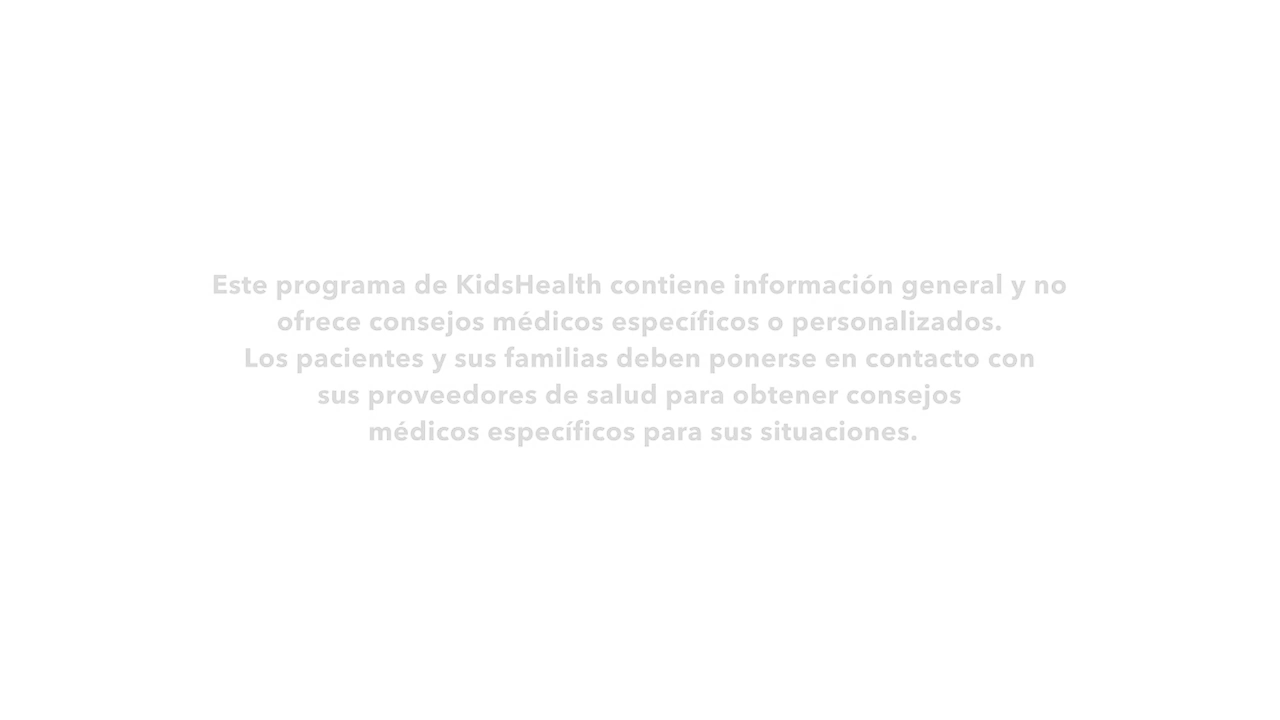 Este programa de KidsHealth contiene información general y no
ofrece consejos médicos específicos o personalizados.
Los pacientes y sus familias deben ponerse en contacto con
sus proveedores de salud para obtener consejos
médicos específicos para sus situaciones.